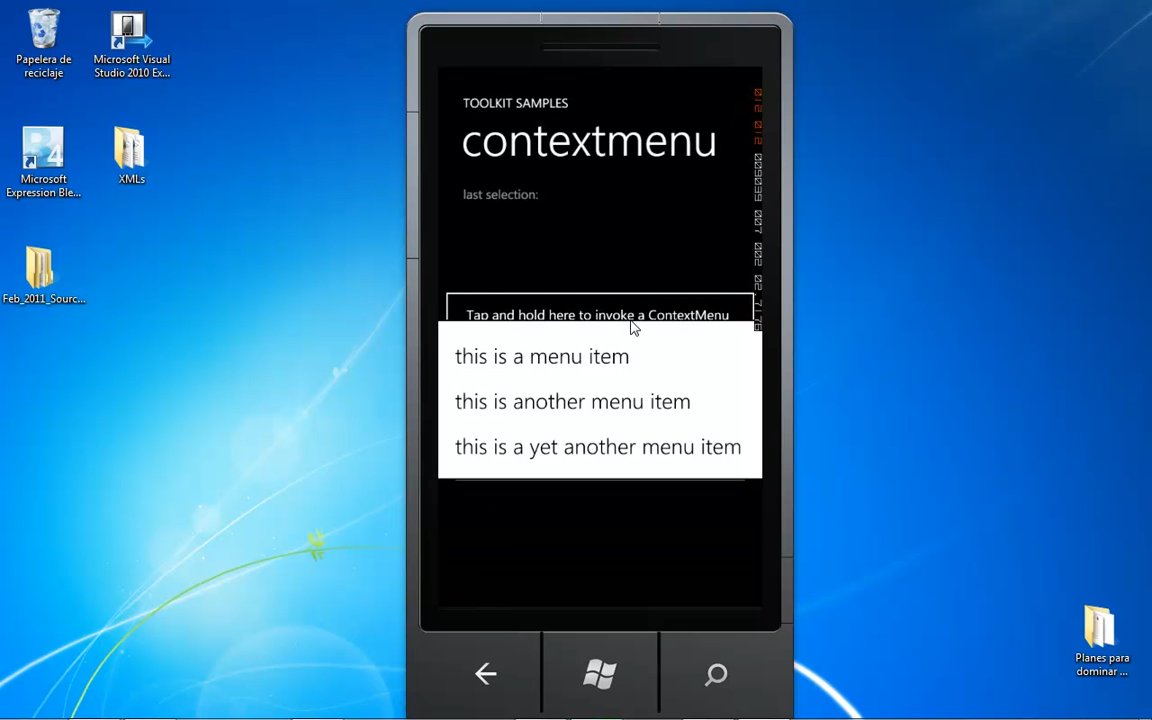 Papelera de
reciclaje
Microsoft Visual
Studio 2010 Ex...
Microsoft
Expression Ble...
XMLs
Feb_2011_Sourc...
TOOLKIT SAMPLES
contextmenu
last selection:
Tap and hold here to invoke a ContextMenu
this is a menu item
this is another menu item
this is a yet another menu item
Planes para
dominar ...